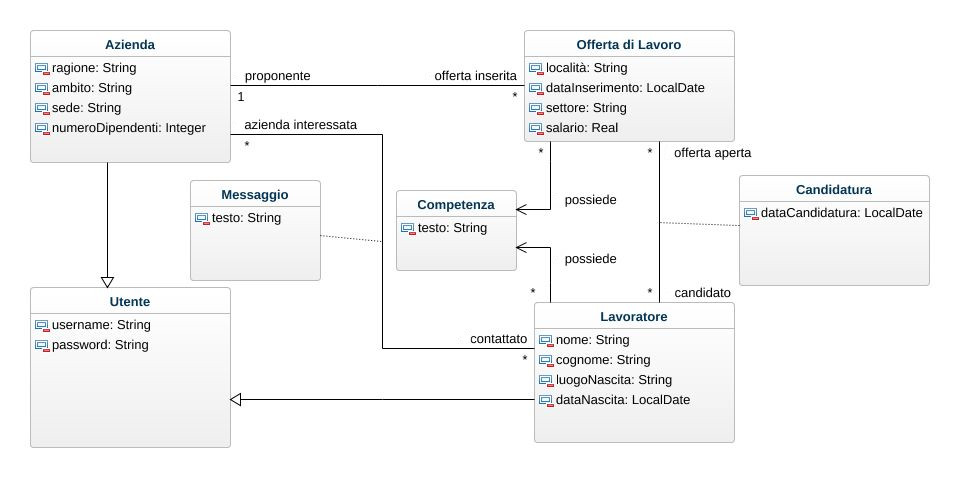 Azienda
ragione: String
ambito: String
sede: String
numeroDipendenti: Integer
proponente
1
offerta inserita
*
azienda interessata
*
Offerta di Lavoro
località: String
dataInserimento: LocalDate
settore: String
salario: Real
*
possiede
*
offerta aperta
Messaggio
testo: String
Competenza
testo: String
Candidatura
dataCandidatura: LocalDate
possiede
*
*
candidato
Utente
username: String
password: String
contattato
*
Lavoratore
nome: String
cognome: String
luogoNascita: String
dataNascita: LocalDate